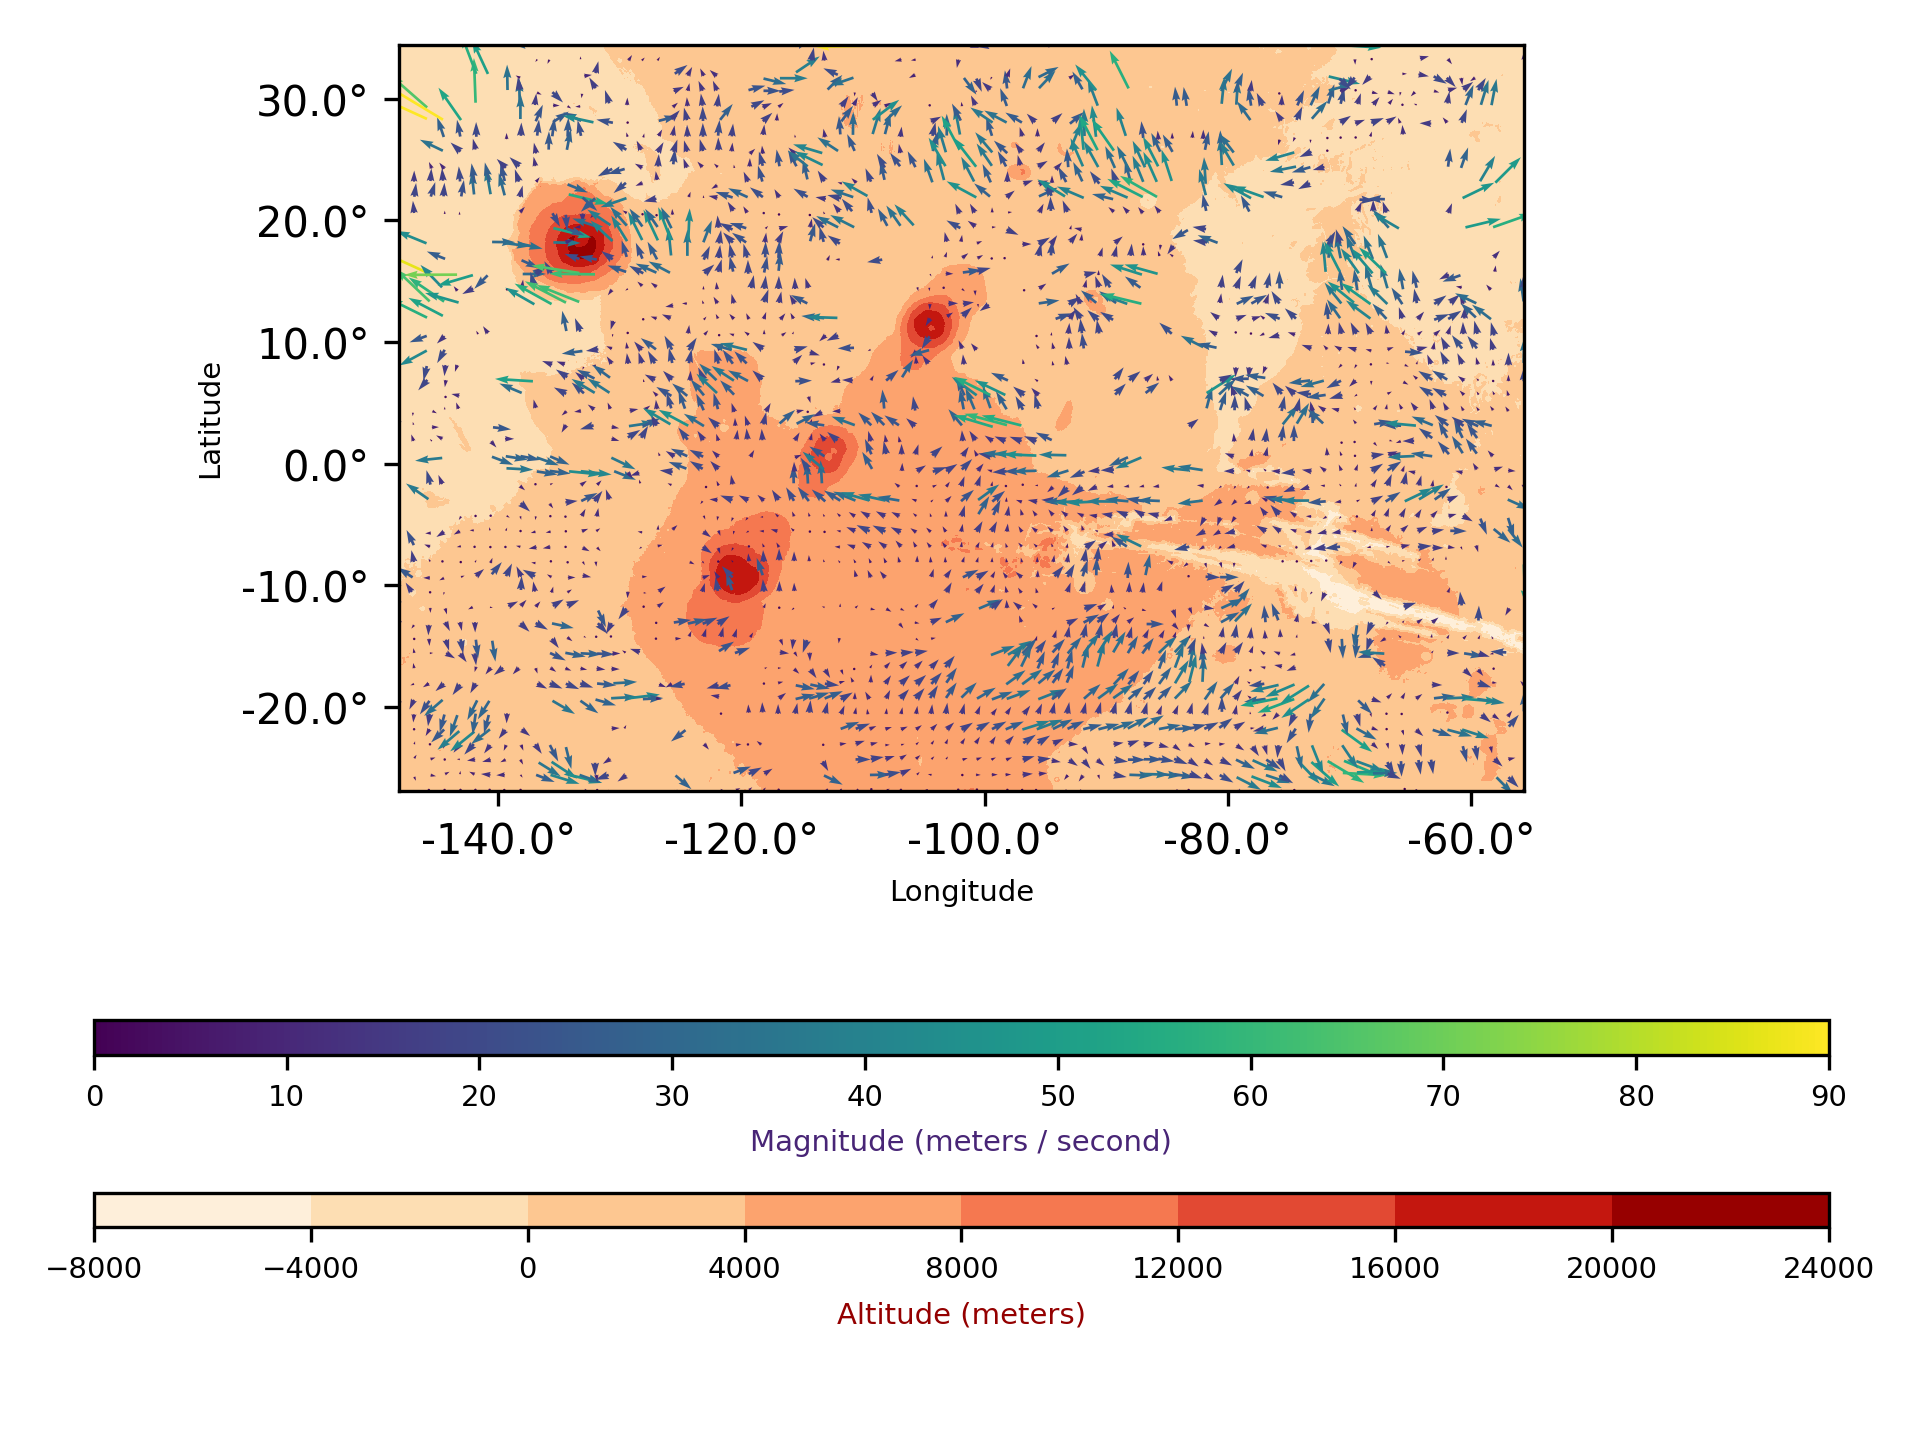 30.0°
20.0°
10.0°
0.0°
-10.0°
-20.0°
Latitude
-140.0° -120.0° -100.0° -80.0° -60.0°
Longitude
0 10 20 30 40 50 60 70 80 90
Magnitude (meters / second)
−8000 −4000 0 4000 8000 12000 16000 20000 24000
Altitude (meters)